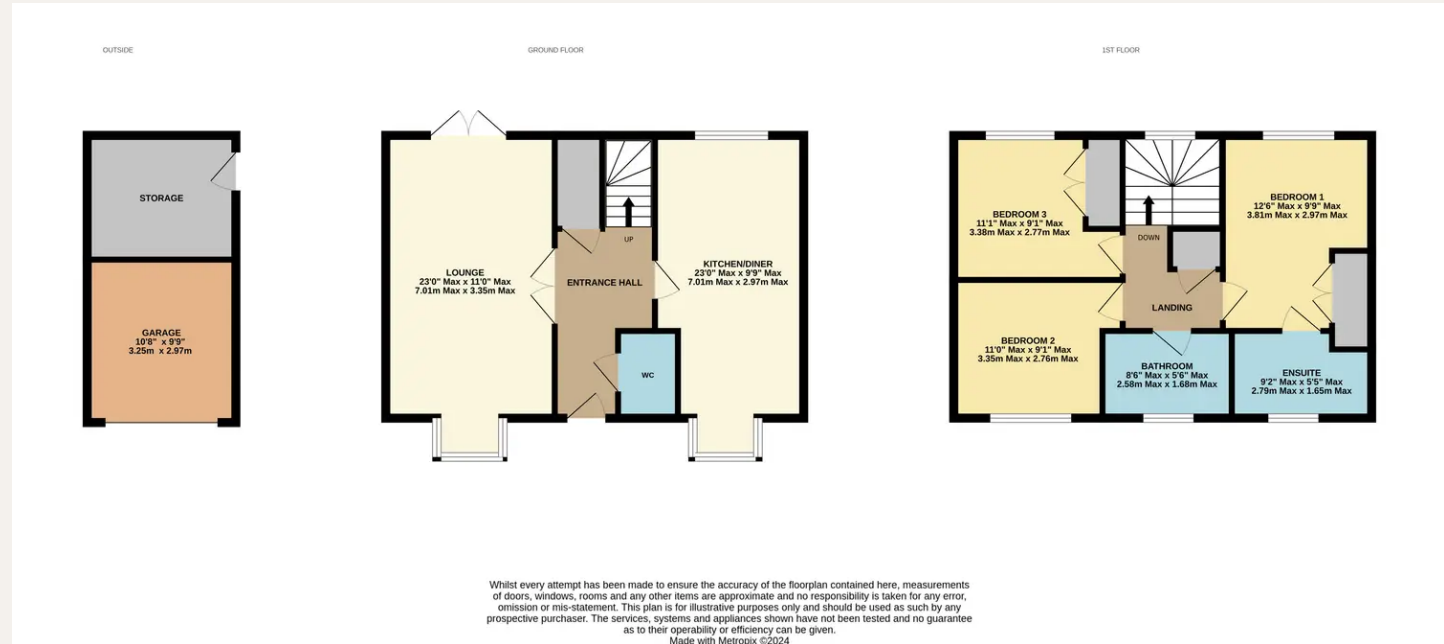 OUTSIDE
GROUND FLOOR
1ST FLOOR
STORAGE
GARAGE
10'8" x 9'9"
3.25m x 2.97m
LOUNGE
23'0" Max x 11'0" Max
7.01m Max x 3.35m Max
UP
ENTRANCE HALL
WC
KITCHEN/DINER
23'0" Max x 9'9" Max
7.01m Max x 2.97m Max
BEDROOM 3
11'1" Max x 9'1" Max
3.38m Max x 2.77m Max
DOWN
LANDING
BEDROOM 1
12'6" Max x 9'9" Max
3.81m Max x 2.97m Max
BEDROOM 2
11'0" Max x 9'1" Max
3.35m Max x 2.76m Max
BATHROOM
8'6" Max x 5'6" Max
2.58m Max x 1.68m Max
ENSUITE
9'2" Max x 5'5" Max
2.79m Max x 1.65m Max
Whilst every attempt has been made to ensure the accuracy of the floorplan contained here, measurements
of doors, windows, rooms and any other items are approximate and no responsibility is taken for any error,
omission or mis-statement. This plan is for illustrative purposes only and should be used as such by any
prospective purchaser. The services, systems and appliances shown have not been tested and no guarantee
as to their operability or efficiency can be given.
Made with Metropix ©2024